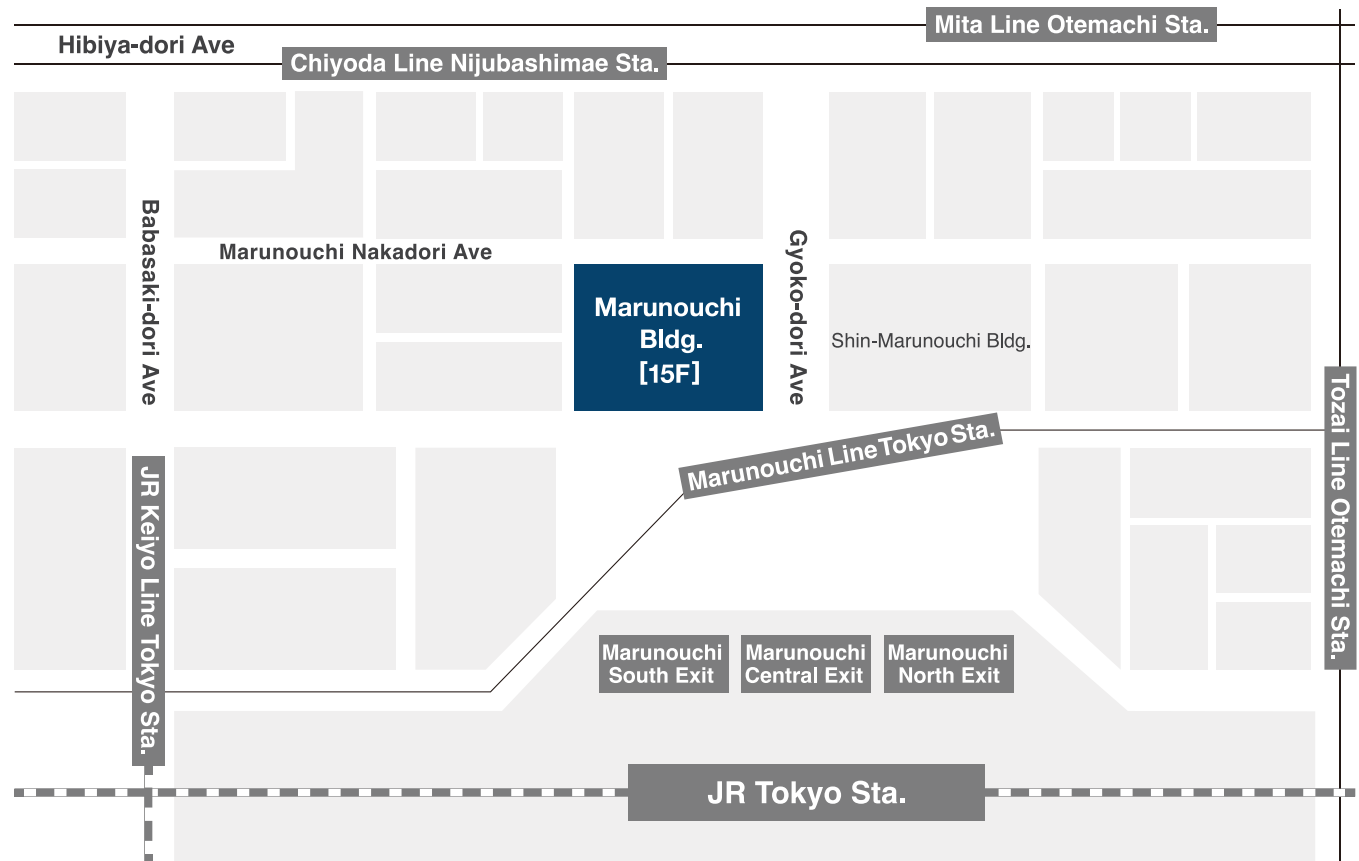 Mita Line Otemachi Sta.
Hibiya-dori Ave
Chiyoda Line Nijubashimae Sta.
Babasaki-dori Ave
Marunouchi Nakadori Ave
Marunouchi
Bldg.
[15F]
Gyoko-dori Ave
Shin-Marunouchi Bldg.
Tozai Line Otemachi Sta.
Marunouchi Line Tokyo Sta.
JR Keiyo Line Tokyo Sta.
Marunouchi
South Exit
Marunouchi
Central Exit
Marunouchi
North Exit
JR Tokyo Sta.